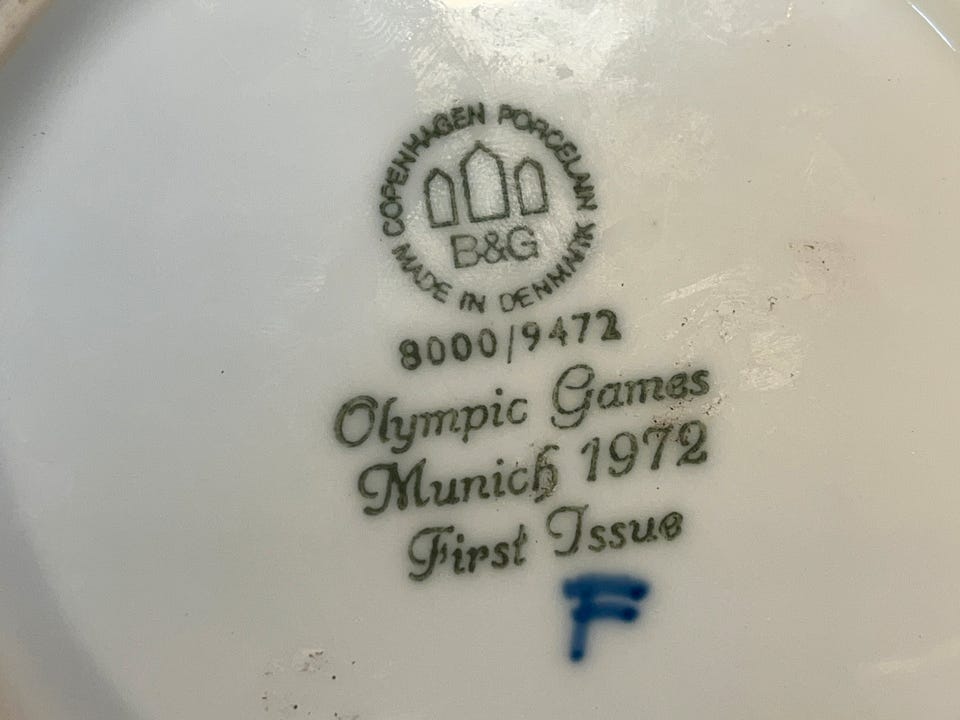 COPENHAGEN PORCELAIN
B&G
MADE IN DENMARK
8000/9472
Olympic Games
Munich 1972
First Issue
F